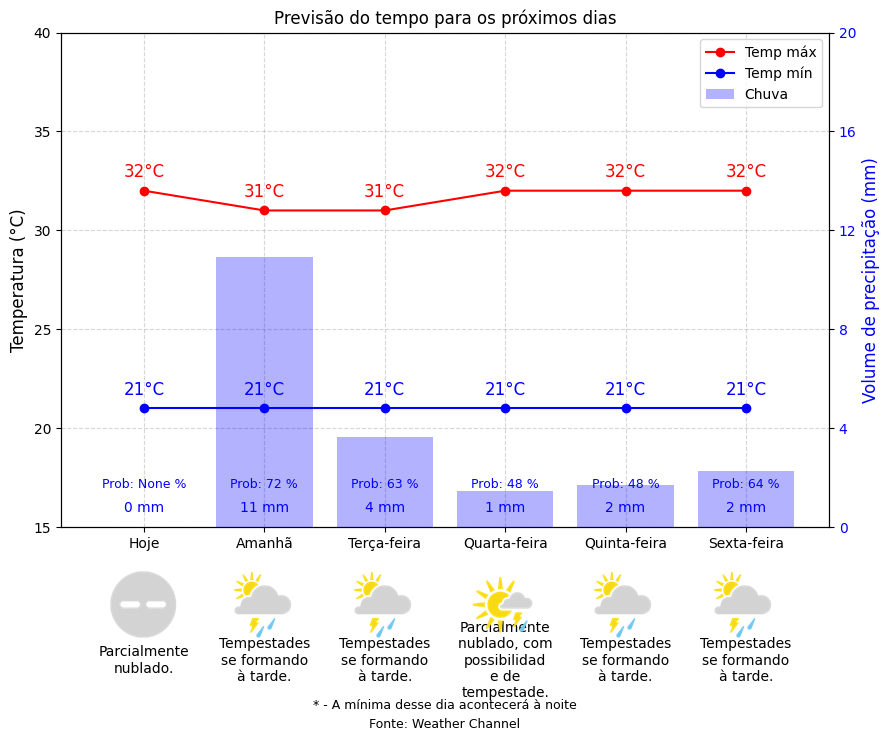 Previsão do tempo para os próximos dias
40
35
30
25
20
15
Temperatura (°C)
20
16
12
8
4
0
Volume de precipitação (mm)
Temp máx
Temp mín
Chuva
32°C 31°C 31°C 32°C 32°C 32°C
21°C 21°C 21°C 21°C 21°C 21°C
Prob: None % Prob: 72 % Prob: 63 % Prob: 48 % Prob: 48 % Prob: 64 %
0 mm 11 mm 4 mm 1 mm 2 mm 2 mm
Hoje Amanhã Terça-feira Quarta-feira Quinta-feira Sexta-feira
Parcialmente
nublado.
Tempestades
se formando
à tarde.
Tempestades
se formando
à tarde.
Parcialmente
nublado, com
possibilidad
e de
tempestade.
Tempestades
se formando
à tarde.
Tempestades
se formando
à tarde.
* - A mínima desse dia acontecerá à noite
Fonte: Weather Channel